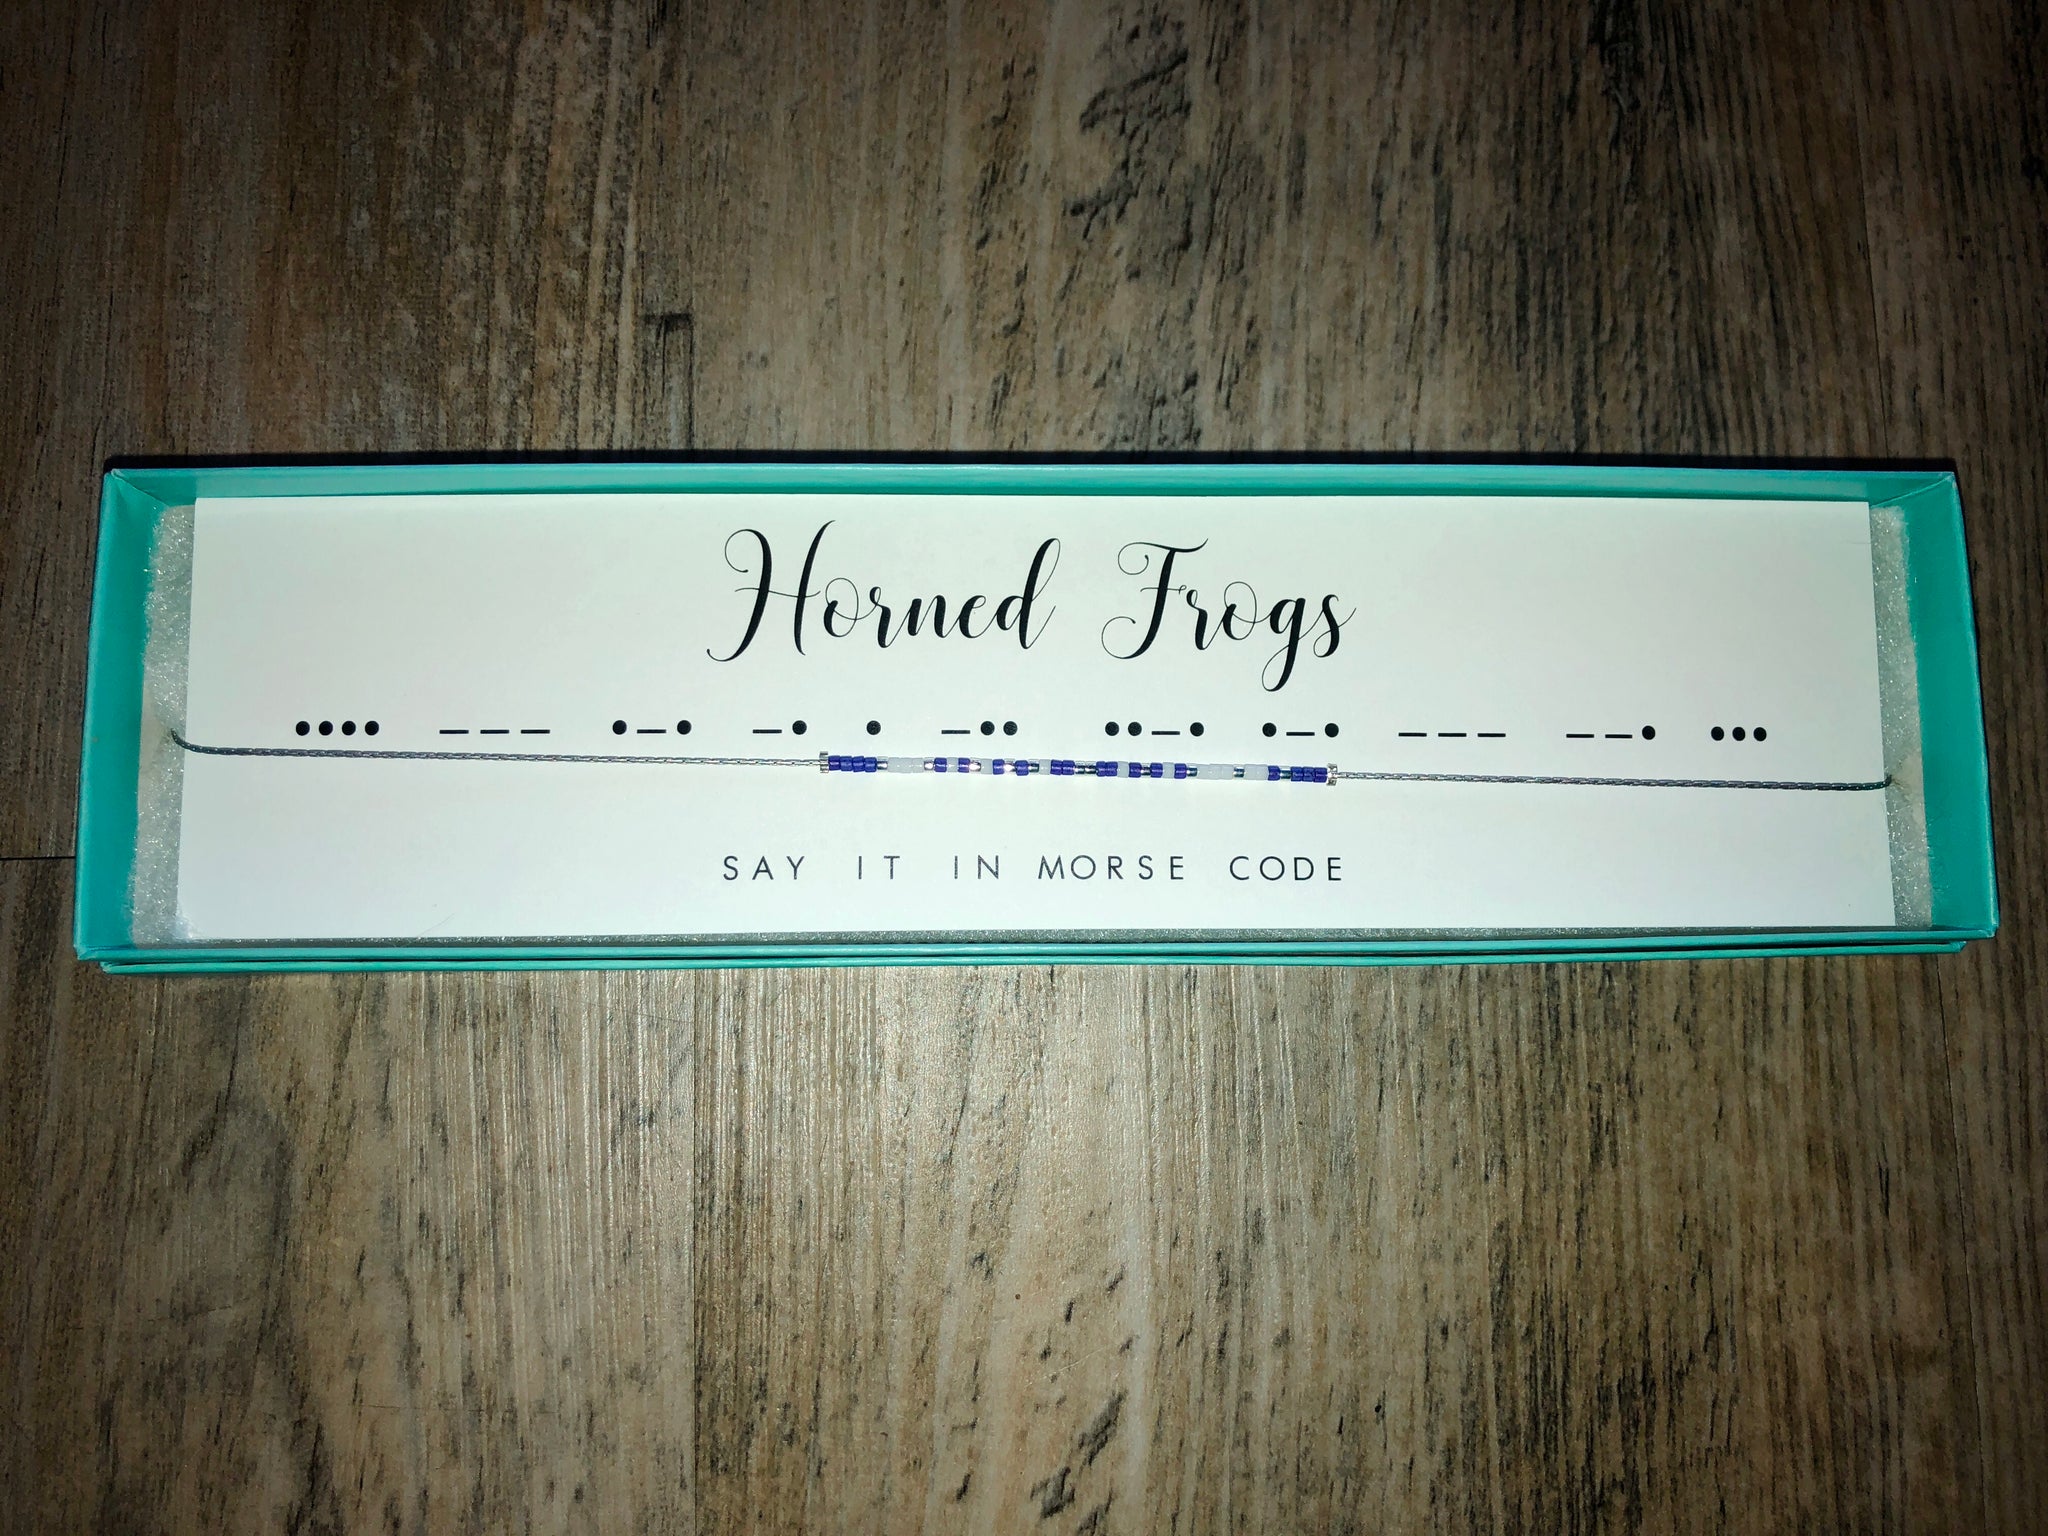 Horned Frogs
•••• ——— •—• —• • —•• ••—• •—• ——— ——• •••
SAY IT IN MORSE CODE